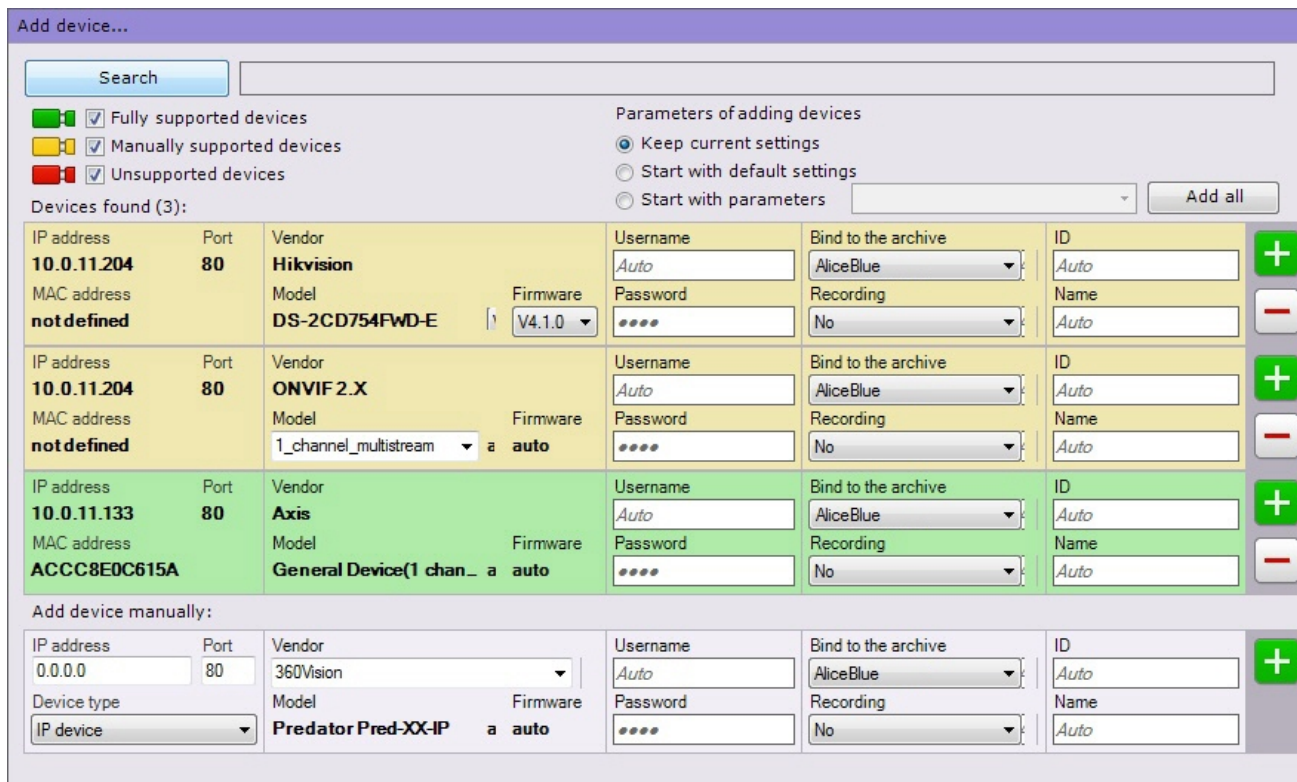 Add device...
Search
Fully supported devices
Manually supported devices
Unsupported devices
Parameters of adding devices
Keep current settings
Start with default settings
Start with parameters
Add all
Devices found (3):
IP address Port Vendor Username Bind to the archive ID
10.0.11.204 80 Hikvision Auto AliceBlue Auto
MAC address Model Firmware Password Recording Name
not defined DS-2CD754FWD-E V4.1.0 •••• No Auto
IP address Port Vendor Username Bind to the archive ID
10.0.11.204 80 ONVIF 2.X Auto AliceBlue Auto
MAC address Model Firmware Password Recording Name
not defined 1_channel_multistream a auto •••• No Auto
IP address Port Vendor Username Bind to the archive ID
10.0.11.133 80 Axis Auto AliceBlue Auto
MAC address Model Firmware Password Recording Name
ACCC8E0C615A General Device(1 chan_ a auto •••• No Auto
Add device manually:
IP address Port Vendor Username Bind to the archive ID
0.0.0.0 80 360Vision Auto AliceBlue Auto
Device type Model Firmware Password Recording Name
IP device Predator Pred-XX-IP a auto •••• No Auto